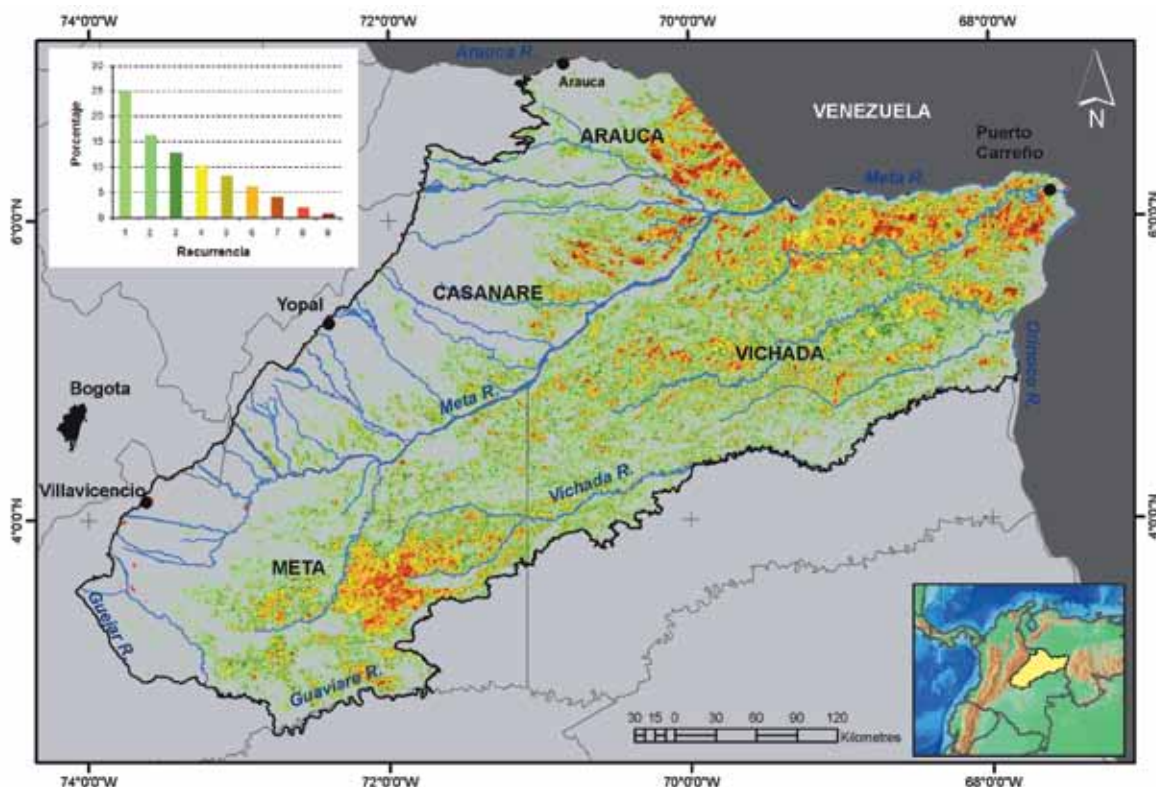 74°0'0"W 72°0'0"W 70°0'0"W 68°0'0"W
Arauca R.
Arauca
30
25
20
15
10
5
0
Porcentaje
1 2 3 4 5 6 7 8 9
Recurrencia
ARAUCA
VENEZUELA
N
Puerto
Carreño
Meta R.
6°0'0"N 6°0'0"N
CASANARE
Yopal
VICHADA
Orinoco R.
Bogota
Meta R.
Vichada R.
Villavicencio
4°0'0"N 4°0'0"N
META
Guejar R.
Guaviare R.
30 15 0 30 60 90 120
Kilometres
74°0'0"W 72°0'0"W 70°0'0"W 68°0'0"W